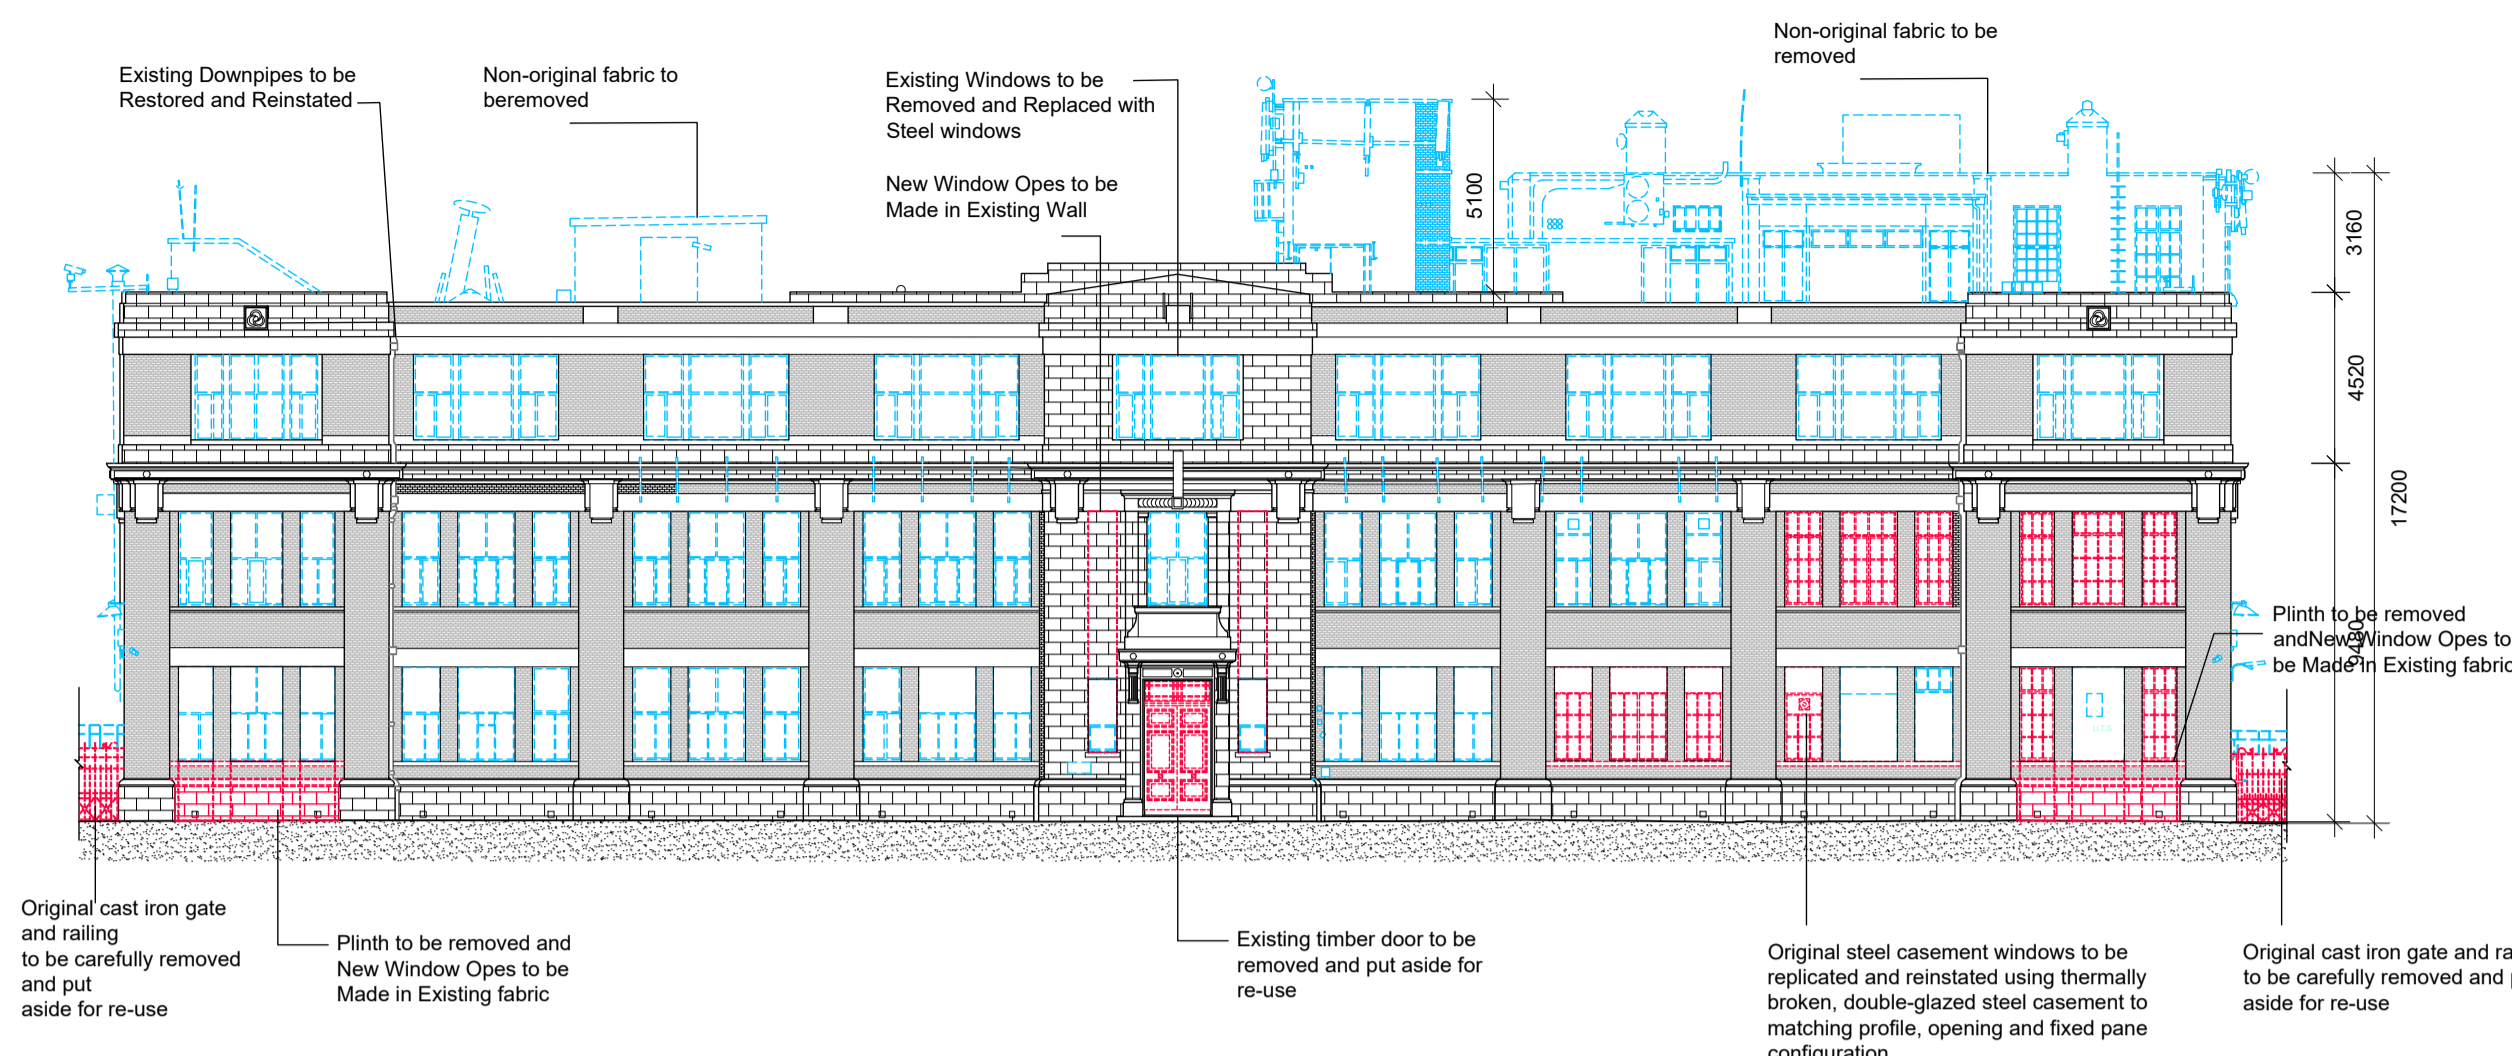 Non-original fabric to be
removed
Existing Downpipes to be
Restored and Reinstated
Non-original fabric to
beremoved
Existing Windows to be
Removed and Replaced with
Steel windows
New Window Opes to be
Made in Existing Wall
5100
3160
4520
17200
9480
Plinth to be removed
andNew Window Opes to
be Made in Existing fabric
UTS
Original cast iron gate
and railing
to be carefully removed
and put
aside for re-use
Plinth to be removed and
New Window Opes to be
Made in Existing fabric
Existing timber door to be
removed and put aside for
re-use
Original steel casement windows to be
replicated and reinstated using thermally
broken, double-glazed steel casement to
matching profile, opening and fixed pane
configuration
Original cast iron gate and ra
to be carefully removed and
aside for re-use